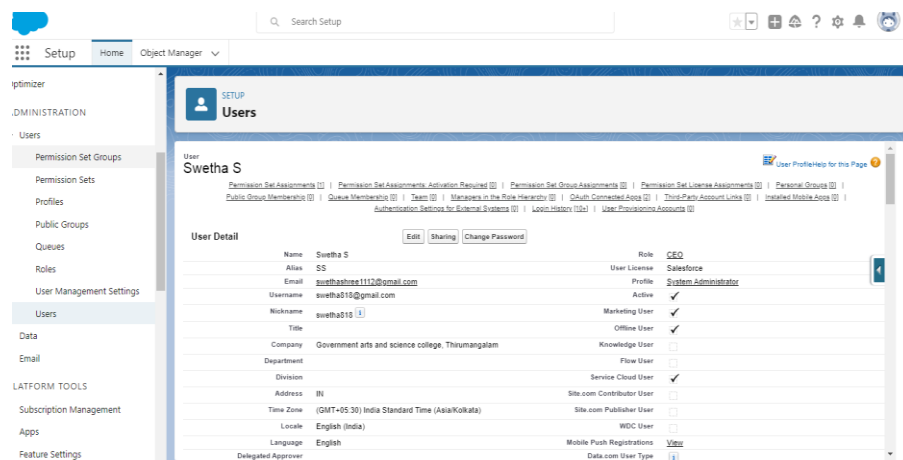 Search Setup
Setup Home Object Manager
Optimizer
ADMINISTRATION
Users
Permission Set Groups
Permission Sets
Profiles
Public Groups
Queues
Roles
User Management Settings
Users
Data
Email
PLATFORM TOOLS
Subscription Management
Apps
Feature Settings
SETUP
Users
User
Swetha S
User Profile Help for this Page
Permission Set Assignments [1] | Permission Set Assignments: Activation Required [0] | Permission Set Group Assignments [0] | Permission Set License Assignments [0] | Personal Groups [0] |
Public Group Membership [0] | Queue Membership [0] | Team [0] | Managers in the Role Hierarchy [0] | OAuth Connected Apps [2] | Third-Party Account Links [0] | Installed Mobile Apps [0] |
Authentication Settings for External Systems [0] | Login History [10+] | User Provisioning Accounts [0]
User Detail Edit Sharing Change Password
Name Swetha S Role CEO
Alias SS User License Salesforce
Email swethashree1112@gmail.com Profile System Administrator
Username swetha818@gmail.com Active
Nickname swetha818 i Marketing User
Title Offline User
Company Government arts and science college, Thirumangalam Knowledge User
Department Flow User
Division Service Cloud User
Address IN Site.com Contributor User
Time Zone (GMT+05:30) India Standard Time (Asia/Kolkata) Site.com Publisher User
Locale English (India) WDC User
Language English Mobile Push Registrations View
Delegated Approver Data.com User Type i